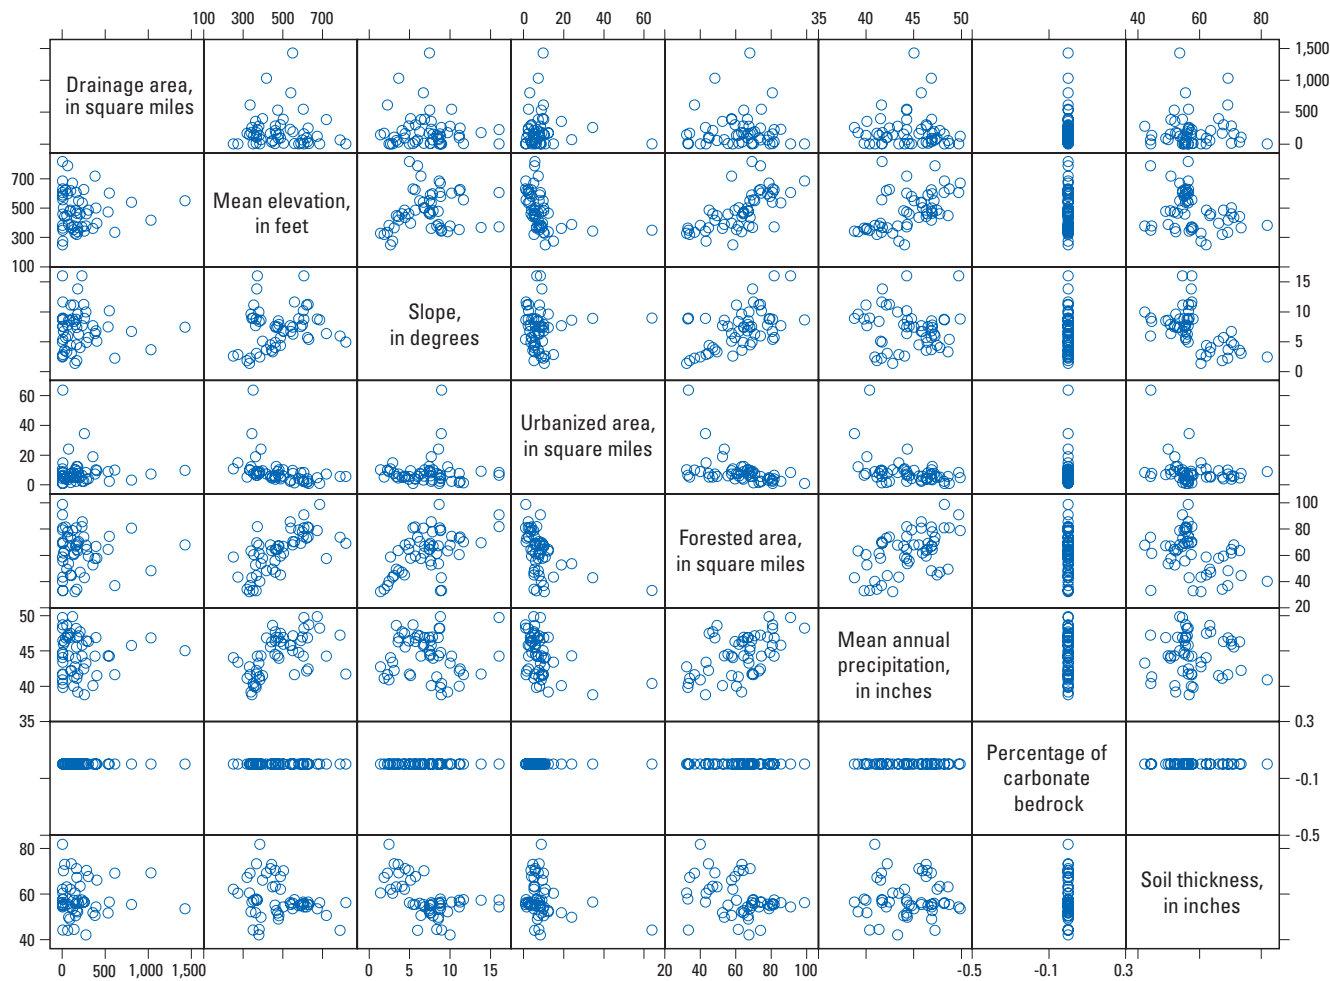 100 300 500 700
0 20 40 60
35 40 45 50
40 60 80
Drainage area,
in square miles
1,500
1,000
500
0
700
500
300
100
Mean elevation,
in feet
Slope,
in degrees
15
10
5
0
60
40
20
0
Urbanized area,
in square miles
Forested area,
in square miles
100
80
60
40
20
50
45
40
35
Mean annual
precipitation,
in inches
Percentage of
carbonate
bedrock
0.3
-0.1
-0.5
80
60
40
Soil thickness,
in inches
0 500 1,000 1,500
0 5 10 15
20 40 60 80 100
-0.5 -0.1 0.3